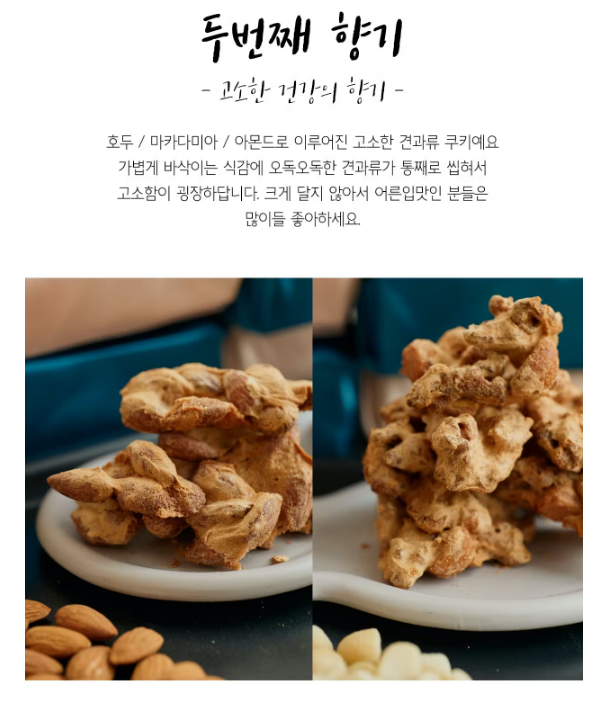 두번째 향기
- 고소한 건강의 향기 -
호두 / 마카다미아 / 아몬드로 이루어진 고소한 견과류 쿠키예요
가볍게 바삭이는 식감에 오독오독한 견과류가 통째로 씹혀서
고소함이 굉장하답니다. 크게 달지 않아서 어른입맛인 분들은
많이들 좋아하세요.